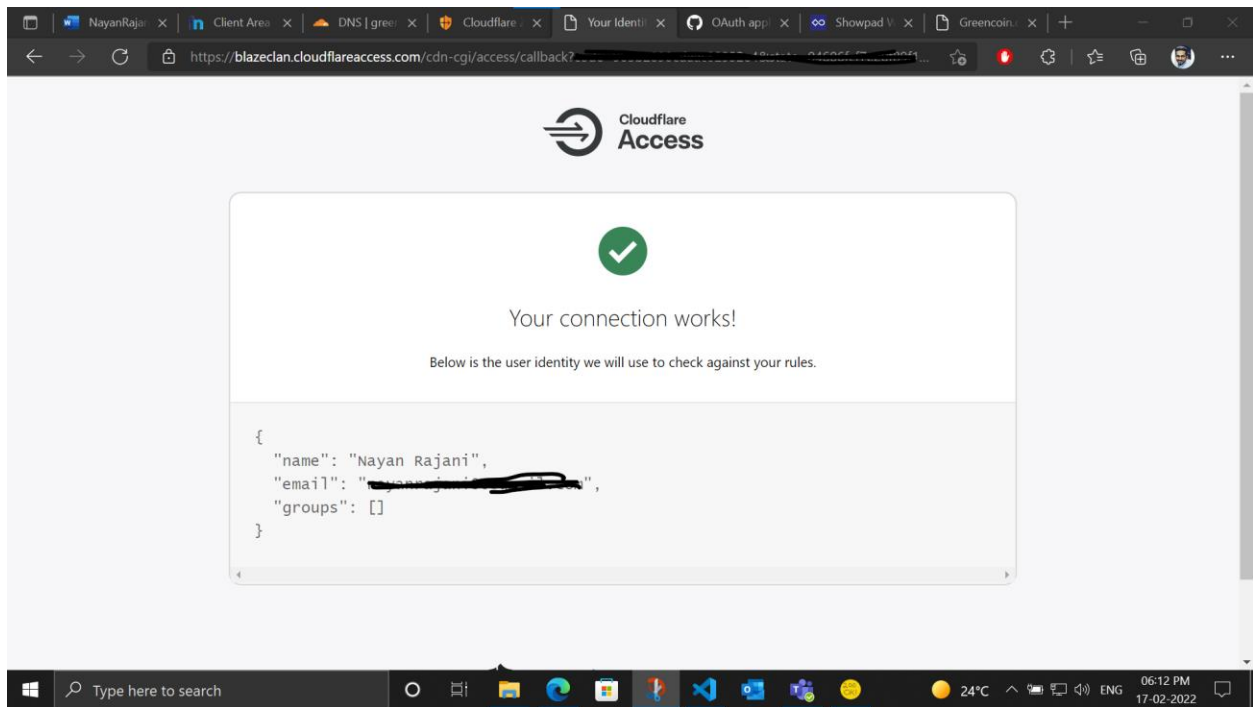 NayanRajar
Client Area
DNS | green
Cloudflare
Your Identi
OAuth appl
Showpad
Greencoin.
https://blazeclan.cloudflareaccess.com/cdn-cgi/access/callback?
Cloudflare
Access
Your connection works!
Below is the user identity we will use to check against your rules.
{
"name": "Nayan Rajani",
"email": "
",
"groups": []
}
Type here to search
24°C
ENG
06:12 PM
17-02-2022